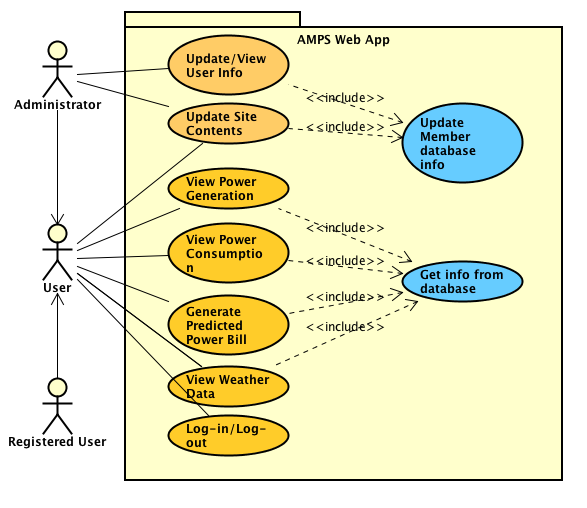 AMPS Web App
Update/View
User Info
<<include>>
Administrator
Update Site
Contents
<<include>>
Update
Member
database
info
View Power
Generation
<<include>>
View Power
Consumptio
n
<<include>>
User
Get info from
database
<<include>>
Generate
Predicted
Power Bill
<<include>>
View Weather
Data
Registered User
Log-in/Log-
out